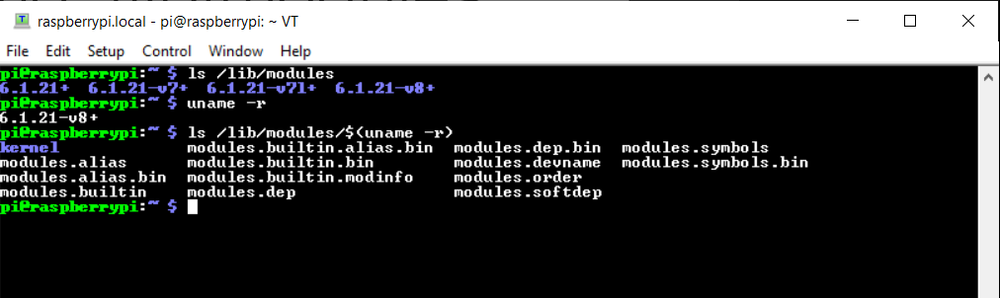 raspberrypi.local - pi@raspberrypi: ~ VT
File Edit Setup Control Window Help
pi@raspberrypi:~ $ ls /lib/modules
6.1.21+  6.1.21-v7+  6.1.21-v7l+  6.1.21-v8+
pi@raspberrypi:~ $ uname -r
6.1.21-v8+
pi@raspberrypi:~ $ ls /lib/modules/$(uname -r)
kernel             modules.builtin.alias.bin  modules.dep.bin  modules.symbols
modules.alias      modules.builtin.bin        modules.devname  modules.symbols.bin
modules.alias.bin  modules.builtin.modinfo    modules.order
modules.builtin    modules.dep                modules.softdep
pi@raspberrypi:~ $